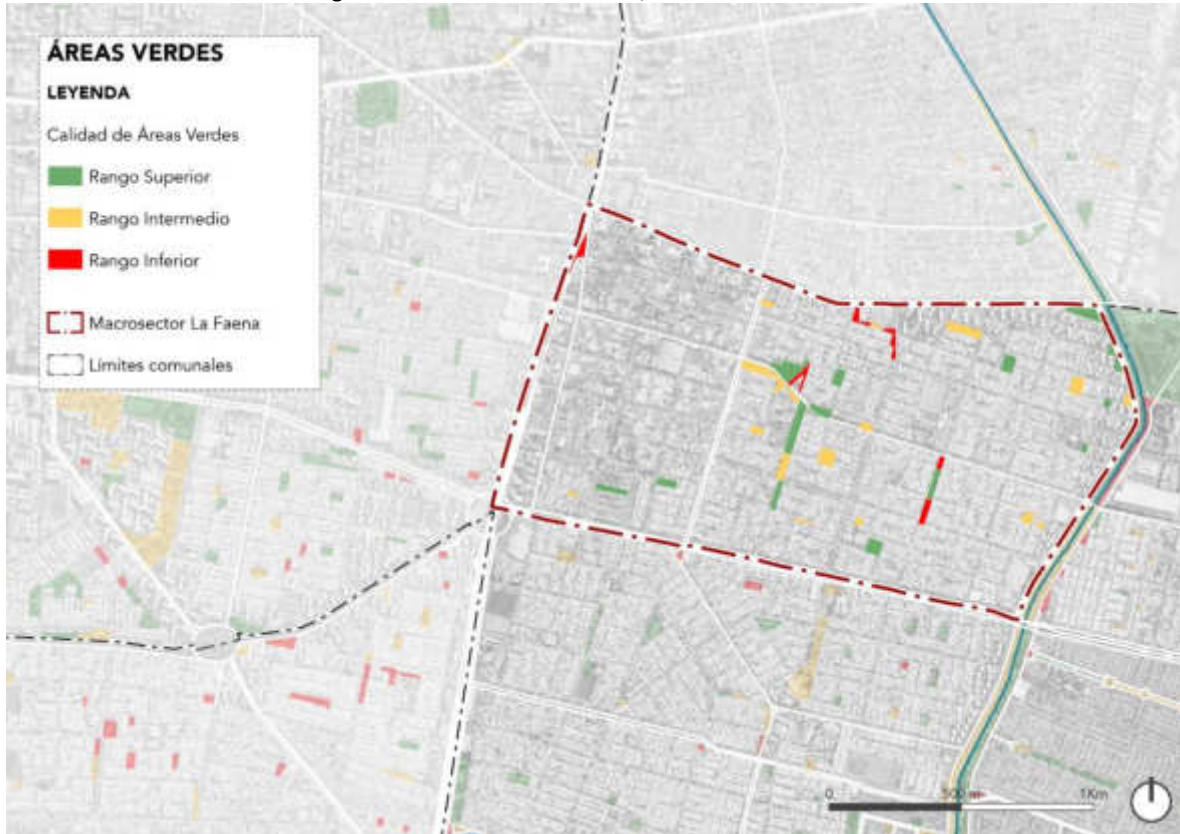 ÁREAS VERDES
LEYENDA
Calidad de Áreas Verdes
Rango Superior
Rango Intermedio
Rango Inferior
Macrosector La Faena
Límites comunales
0 500 m 1Km